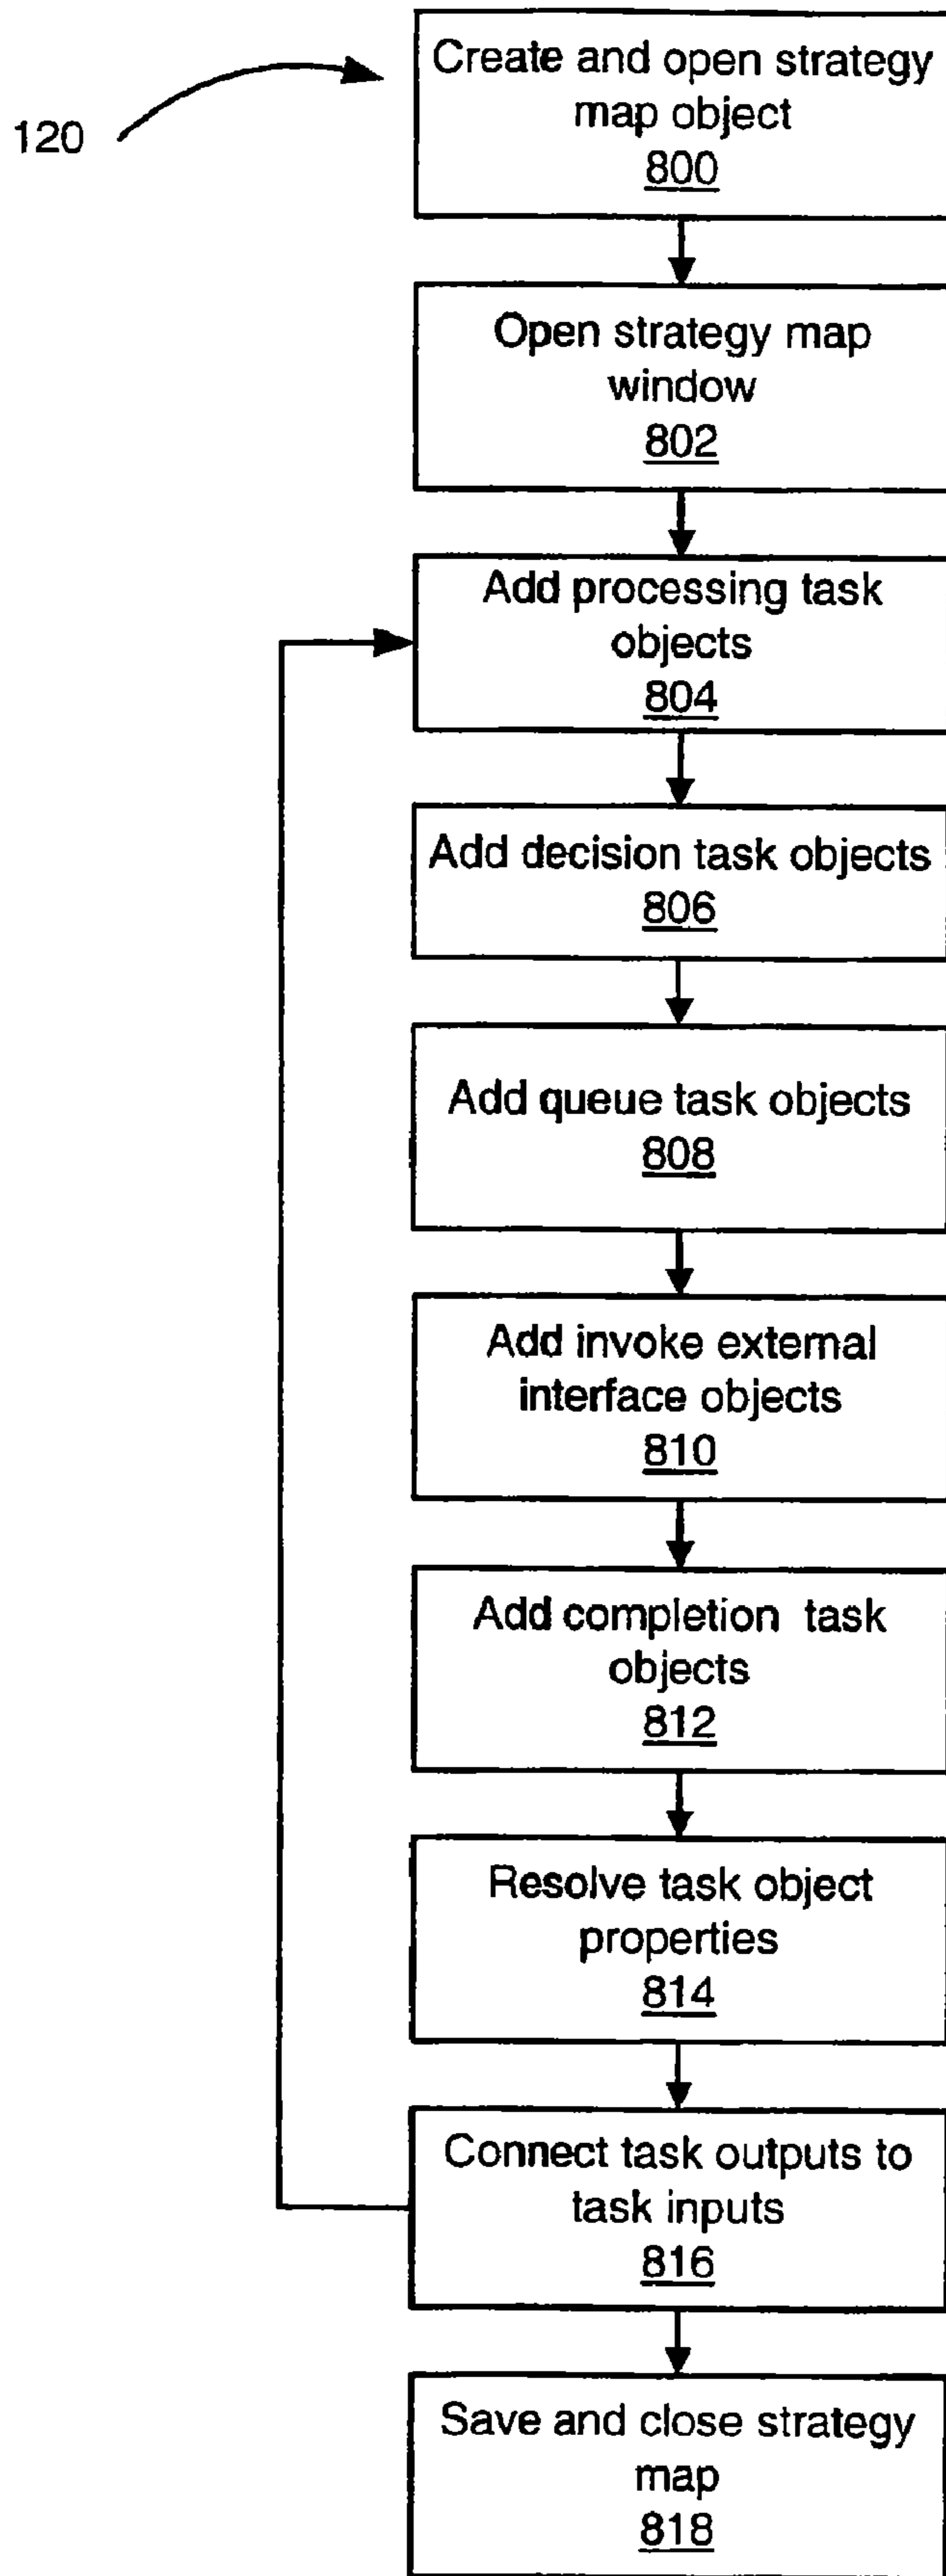 Create and open strategy
map object
800
120
Open strategy map
window
802
Add processing task
objects
804
Add decision task objects
806
Add queue task objects
808
Add invoke external
interface objects
810
Add completion task
objects
812
Resolve task object
properties
814
Connect task outputs to
task inputs
816
Save and close strategy
map
818